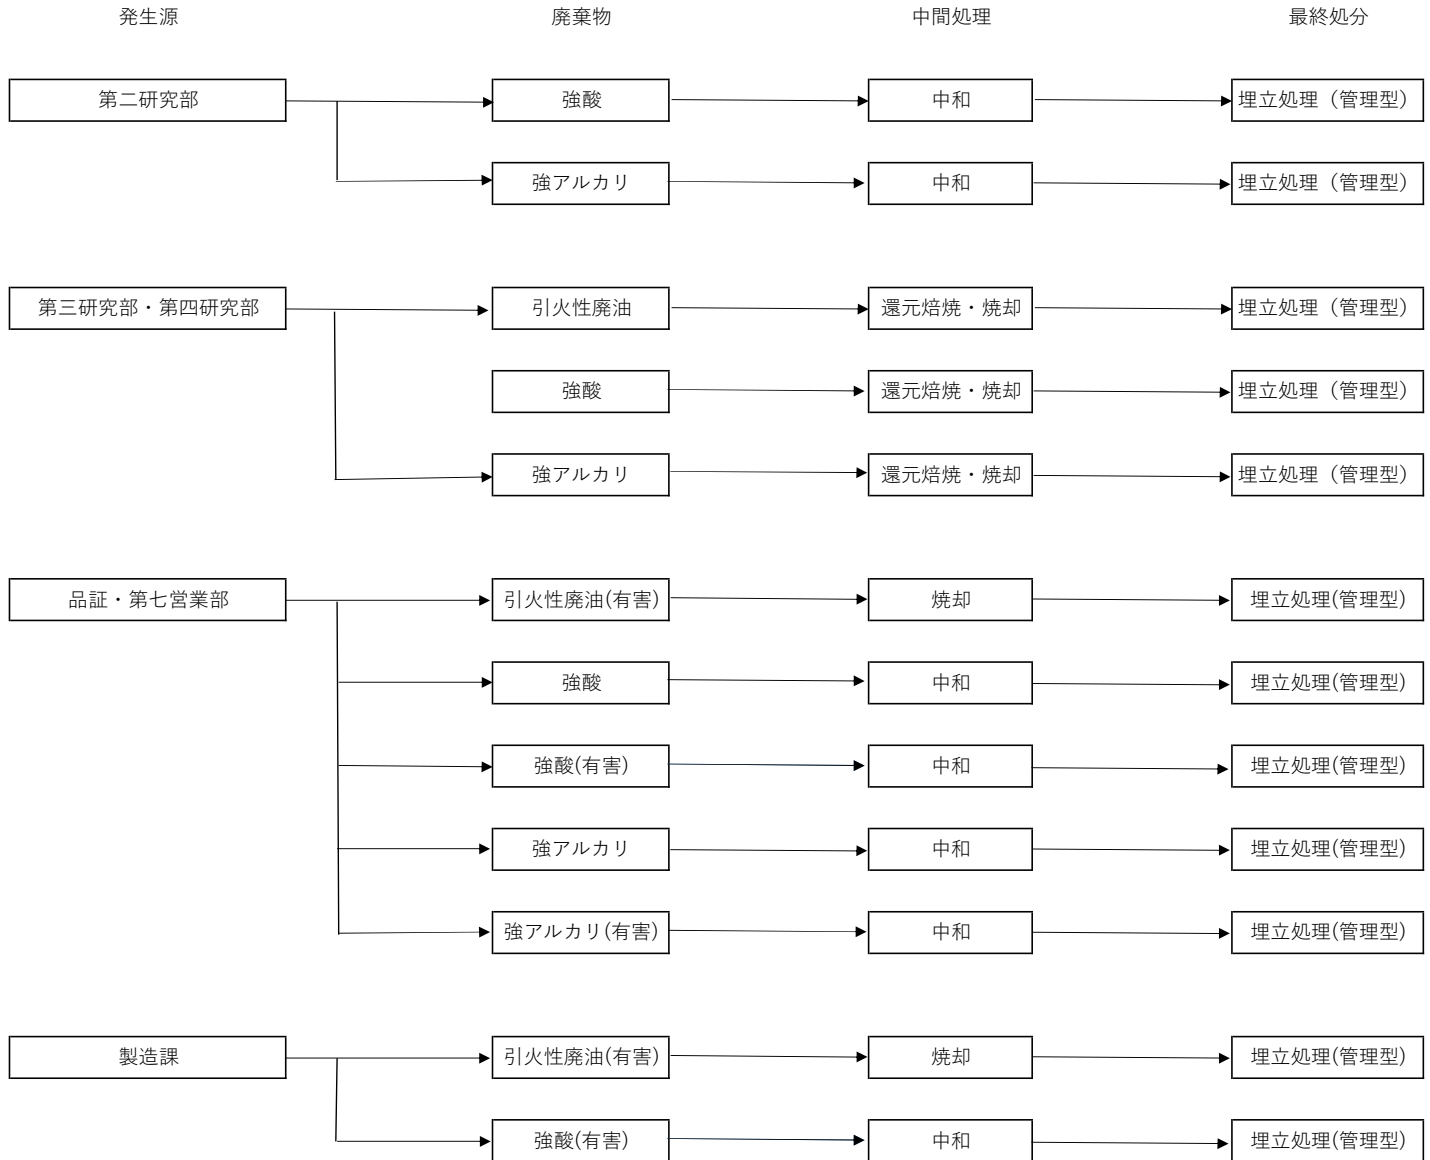 発生源 廃棄物 中間処理 最終処分
第二研究部 強酸 中和 埋立処理（管理型）
強アルカリ 中和 埋立処理（管理型）
第三研究部・第四研究部 引火性廃油 還元焙焼・焼却 埋立処理（管理型）
強酸 還元焙焼・焼却 埋立処理（管理型）
強アルカリ 還元焙焼・焼却 埋立処理（管理型）
品証・第七営業部 引火性廃油(有害) 焼却 埋立処理(管理型)
強酸 中和 埋立処理(管理型)
強酸(有害) 中和 埋立処理(管理型)
強アルカリ 中和 埋立処理(管理型)
強アルカリ(有害) 中和 埋立処理(管理型)
製造課 引火性廃油(有害) 焼却 埋立処理(管理型)
強酸(有害) 中和 埋立処理(管理型)